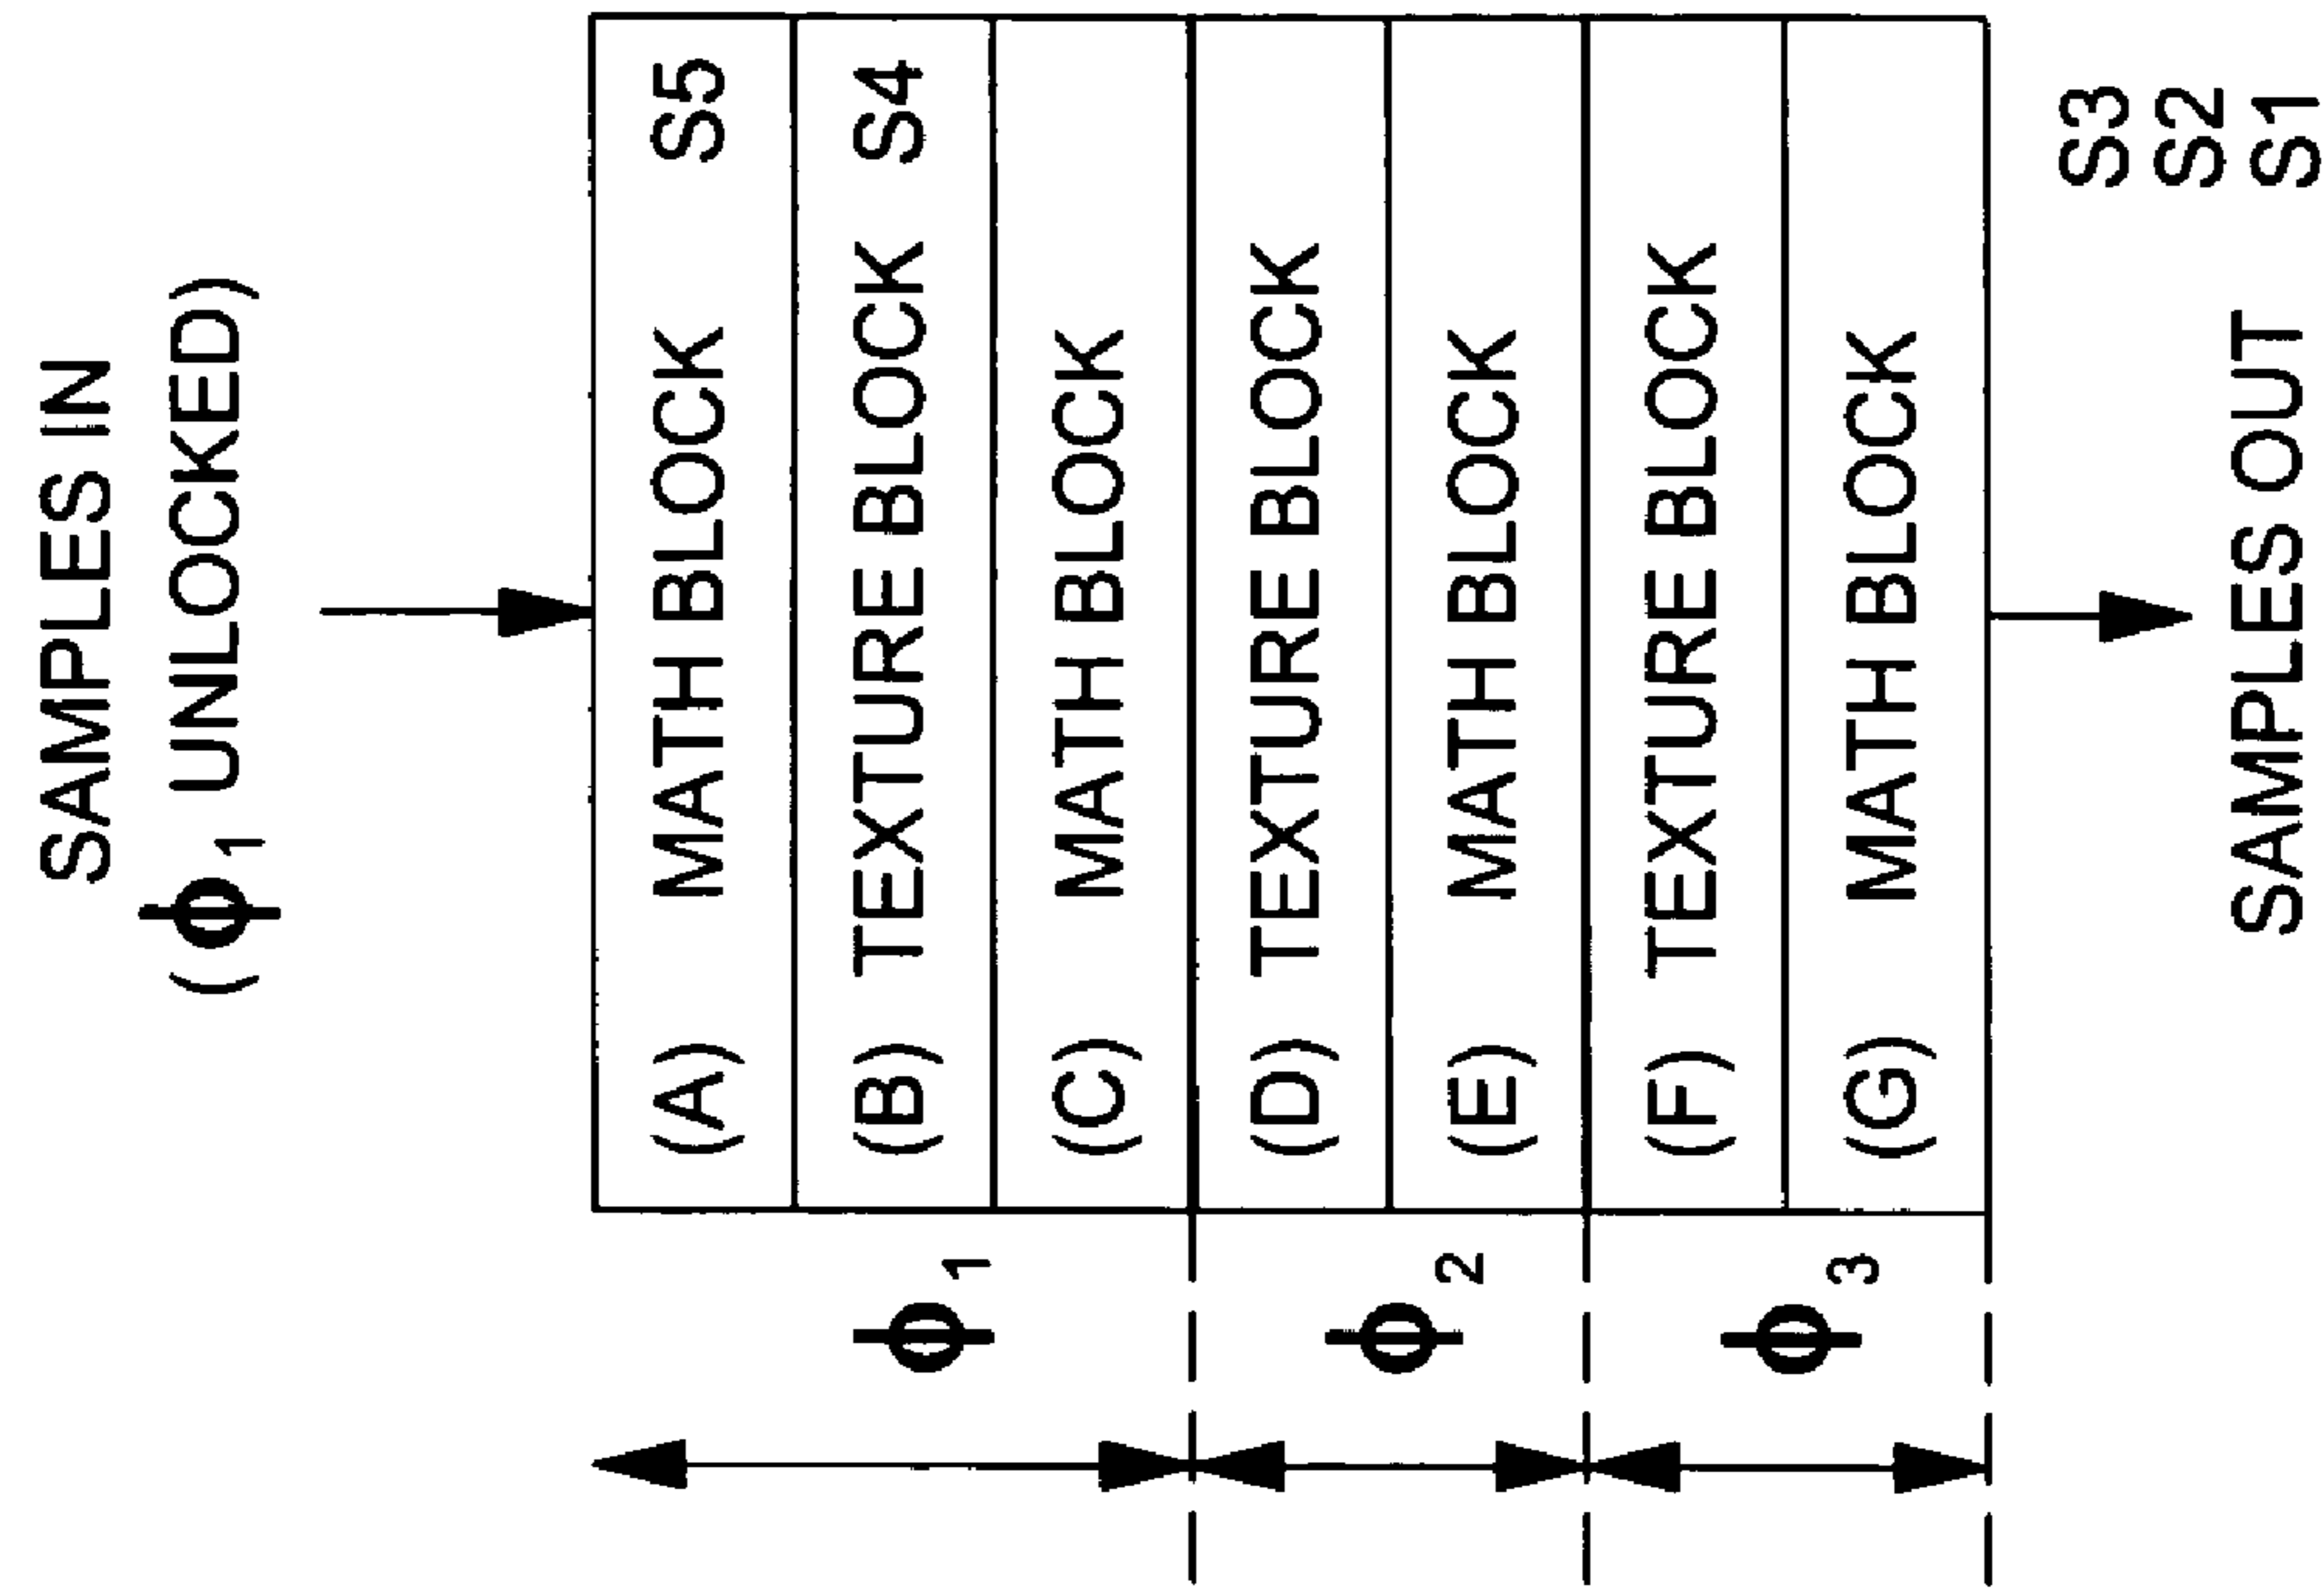 SAMPLES IN
(ϕ1 UNLOCKED)
(A) MATH BLOCK S5
(B) TEXTURE BLOCK S4
(C) MATH BLOCK
(D) TEXTURE BLOCK
(E) MATH BLOCK
(F) TEXTURE BLOCK
(G) MATH BLOCK
ϕ1
ϕ2
ϕ3
S3
S2
SAMPLES OUT S1